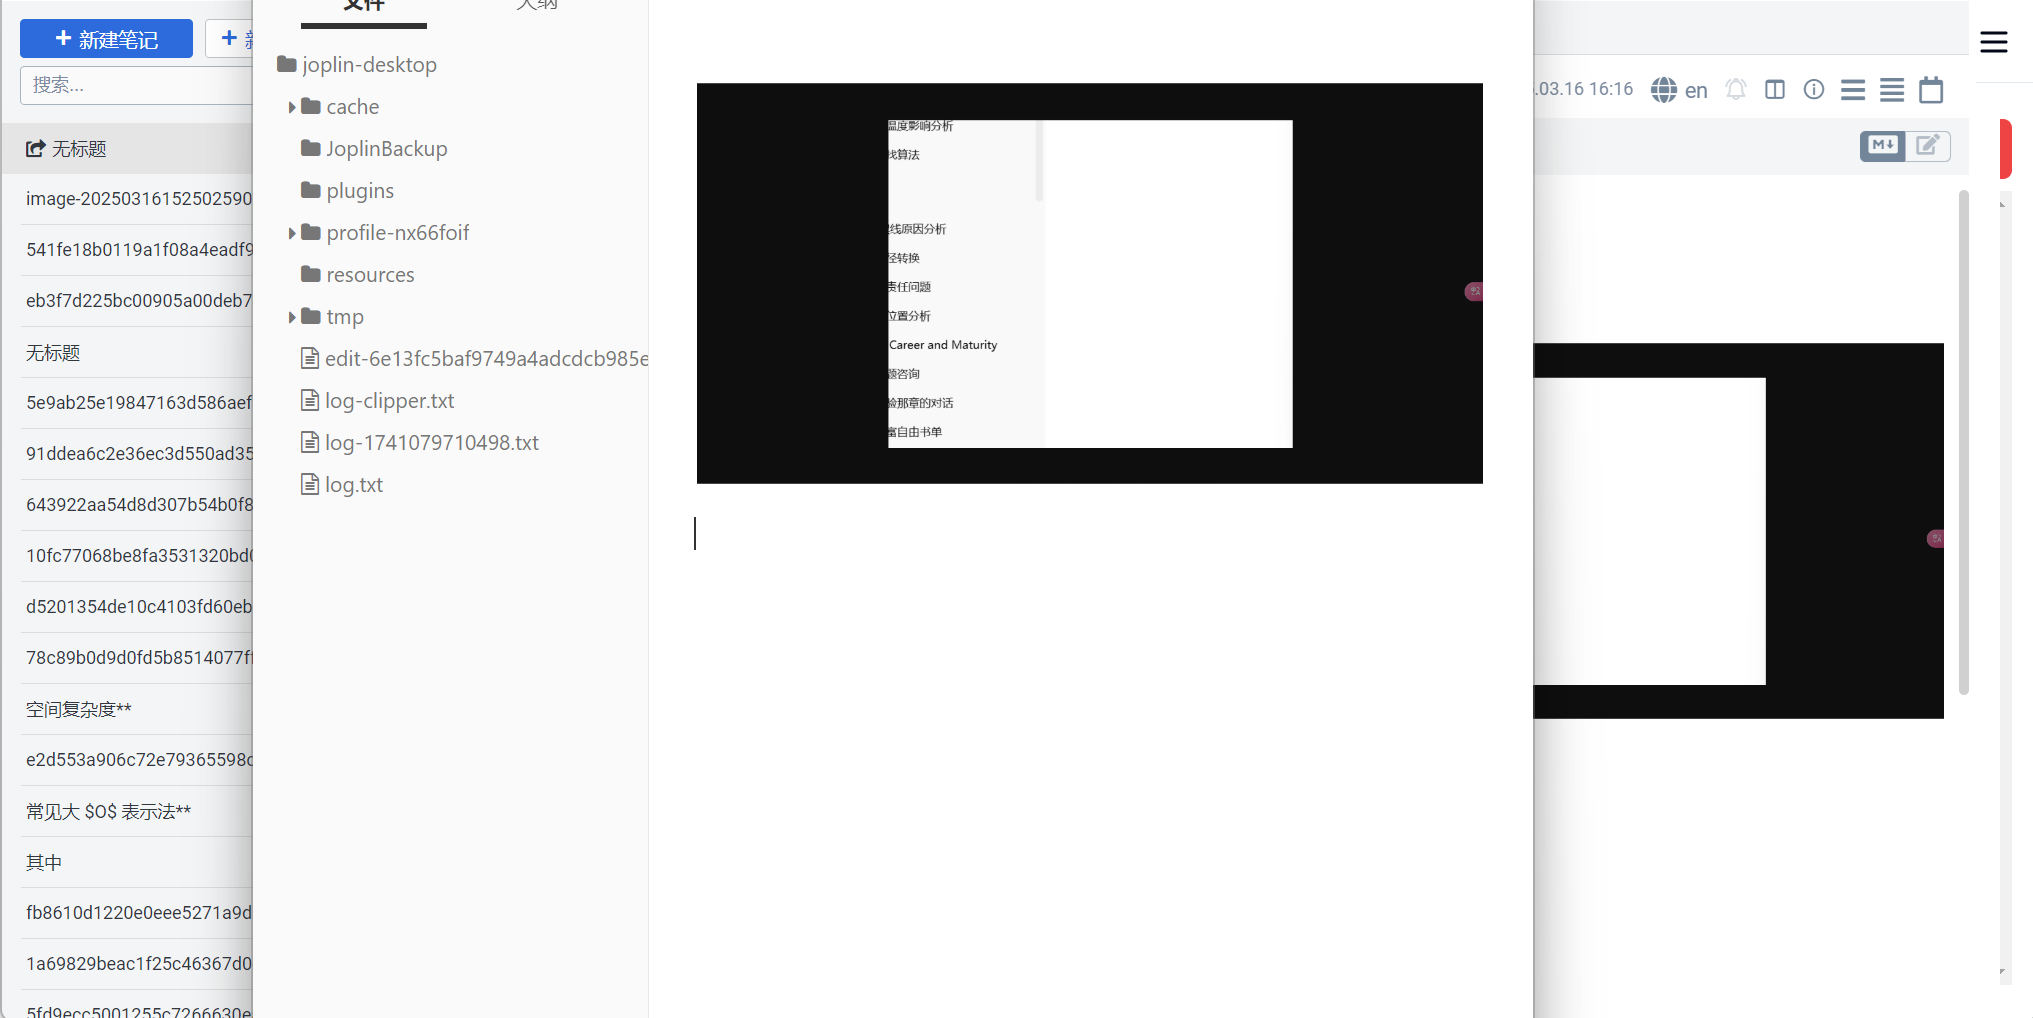 新建笔记
搜索...
无标题
image-20250316152502590
541fe18b0119a1f08a4eadf9
eb3f7d225bc00905a00deb7
无标题
5e9ab25e19847163d586aef
91ddea6c2e36ec3d550ad35
643922aa54d8d307b54b0f8
10fc77068be8fa3531320bd
d5201354de10c4103fd60eb
78c89b0d9d0fd5b8514077f
空间复杂度**
e2d553a906c72e79365598c
常见大 $O$ 表示法**
其中
fb8610d1220e0eee5271a9d
1a69829beac1f25c46367d0
5fd9ecc5001255c7266630e
文件
大纲
joplin-desktop
cache
JoplinBackup
plugins
profile-nx66foif
resources
tmp
edit-6e13fc5baf9749a4adcdcb985e
log-clipper.txt
log-1741079710498.txt
log.txt
温度影响分析
找算法
线原因分析
径转换
责任问题
位置分析
Career and Maturity
题咨询
验那章的对话
富自由书单
.03.16 16:16
en
M